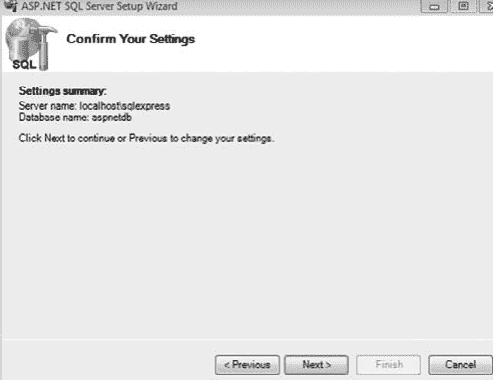 ASP.NET SQL Server Setup Wizard
Confirm Your Settings
SQL
Settings summary:
Server name: localhost\sqlexpress
Database name: aspnetdb
Click Next to continue or Previous to change your settings.
< Previous Next > Finish Cancel